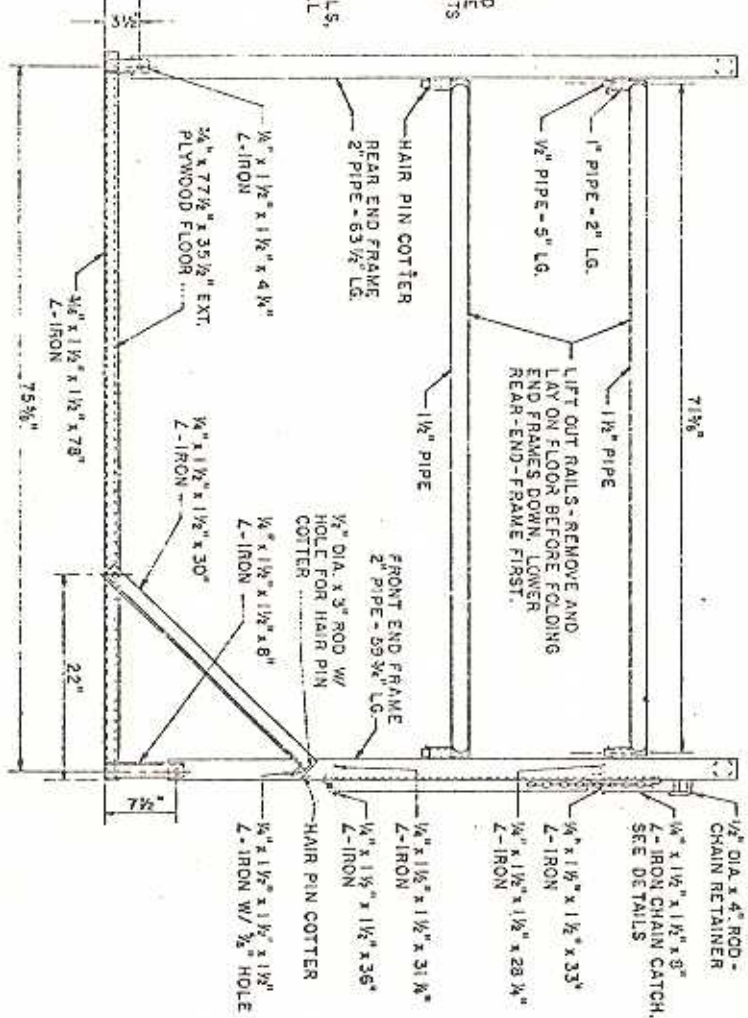 3½"
71⅝"
1" PIPE - 2" LG.
½" PIPE - 5" LG.
1½" PIPE
LIFT OUT RAILS - REMOVE AND
LAY ON FLOOR BEFORE FOLDING
END FRAMES DOWN. LOWER
REAR-END-FRAME FIRST.
HAIR PIN COTTER
1½" PIPE
REAR END FRAME
2" PIPE - 63½" LG.
FRONT END FRAME
2" PIPE - 59¾" LG.
½" DIA. x 3" ROD W/
HOLE FOR HAIR PIN
COTTER
¼" x 1½" x 1½" x 4¼"
∠-IRON
¾" x 77½" x 35½" EXT.
PLYWOOD FLOOR
¼" x 1½" x 1½" x 8"
∠-IRON
¼" x 1½" x 1½" x 30"
∠-IRON
3/16" x 1½" x 1½" x 78"
∠-IRON
22"
75⅝"
7½"
½" DIA. x 4" ROD -
CHAIN RETAINER
¼" x 1½" x 1½" x 8"
∠-IRON CHAIN CATCH.
SEE DETAILS
¼" x 1½" x 1½" x 33"
∠-IRON
¼" x 1½" x 1½" x 28¼"
∠-IRON
¼" x 1½" x 1½" x 31¼"
∠-IRON
¼" x 1½" x 1½" x 36"
∠-IRON
HAIR PIN COTTER
¼" x 1½" x 1½" x 1½"
∠-IRON W/ HOLE